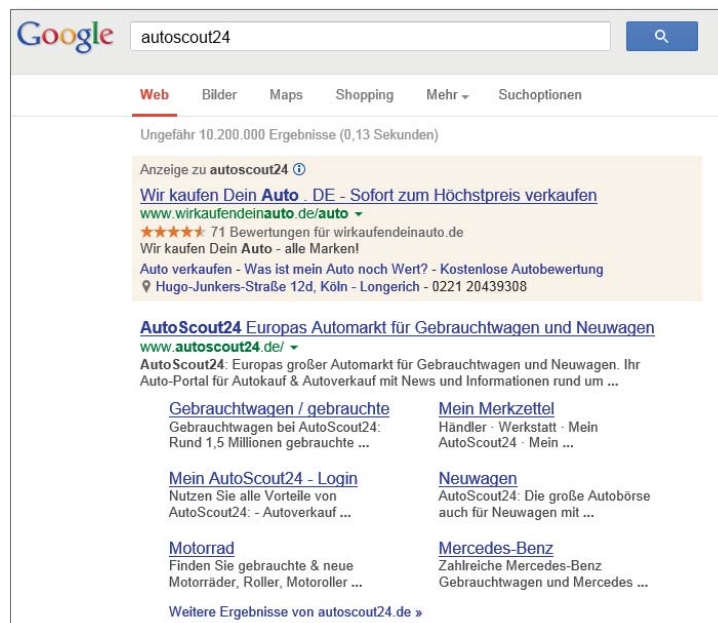 Google autoscout24
Web Bilder Maps Shopping Mehr Suchoptionen
Ungefähr 10.200.000 Ergebnisse (0,13 Sekunden)
Anzeige zu autoscout24
Wir kaufen Dein Auto . DE - Sofort zum Höchstpreis verkaufen
www.wirkaufendeinauto.de/auto
71 Bewertungen für wirkaufendeinauto.de
Wir kaufen Dein Auto - alle Marken!
Auto verkaufen - Was ist mein Auto noch Wert? - Kostenlose Autobewertung
Hugo-Junkers-Straße 12d, Köln - Longerich - 0221 20439308
AutoScout24 Europas Automarkt für Gebrauchtwagen und Neuwagen
www.autoscout24.de/
AutoScout24: Europas großer Automarkt für Gebrauchtwagen und Neuwagen. Ihr
Auto-Portal für Autokauf & Autoverkauf mit News und Informationen rund um ...
Gebrauchtwagen / gebrauchte
Gebrauchtwagen bei AutoScout24:
Rund 1,5 Millionen gebrauchte ...
Mein Merkzettel
Händler · Werkstatt · Mein
AutoScout24 · Mein ...
Mein AutoScout24 - Login
Nutzen Sie alle Vorteile von
AutoScout24: - Autoverkauf ...
Neuwagen
AutoScout24: Die große Autobörse
auch für Neuwagen mit ...
Motorrad
Finden Sie gebrauchte & neue
Motorräder, Roller, Motoroller ...
Mercedes-Benz
Zahlreiche Mercedes-Benz
Gebrauchtwagen und Mercedes ...
Weitere Ergebnisse von autoscout24.de »